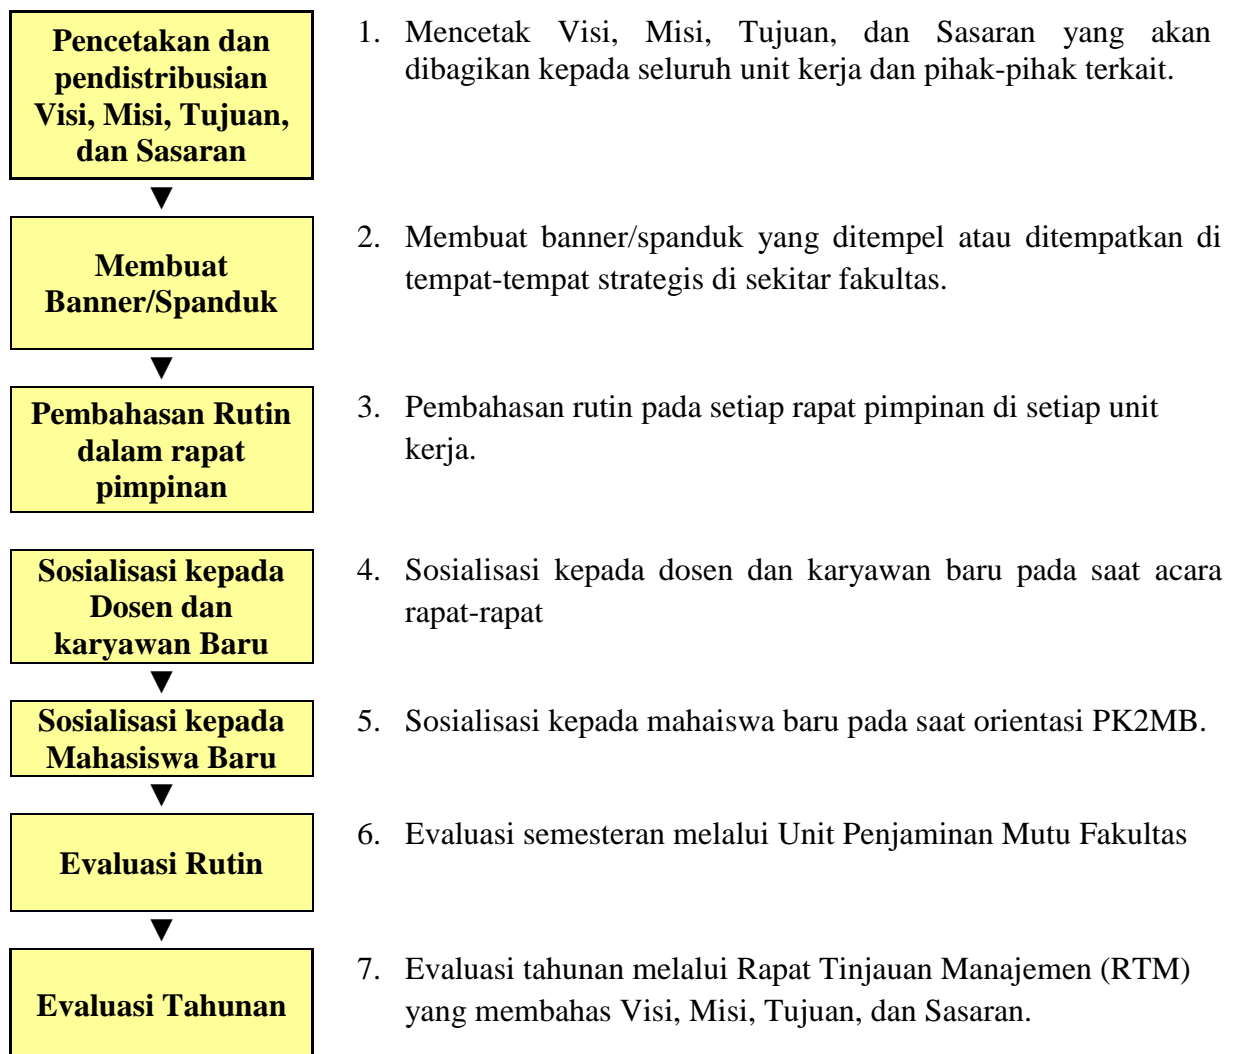 Pencetakan dan
pendistribusian
Visi, Misi, Tujuan,
dan Sasaran
1. Mencetak Visi, Misi, Tujuan, dan Sasaran yang akan
dibagikan kepada seluruh unit kerja dan pihak-pihak terkait.
Membuat
Banner/Spanduk
2. Membuat banner/spanduk yang ditempel atau ditempatkan di
tempat-tempat strategis di sekitar fakultas.
Pembahasan Rutin
dalam rapat
pimpinan
3. Pembahasan rutin pada setiap rapat pimpinan di setiap unit
kerja.
Sosialisasi kepada
Dosen dan
karyawan Baru
4. Sosialisasi kepada dosen dan karyawan baru pada saat acara
rapat-rapat
Sosialisasi kepada
Mahasiswa Baru
5. Sosialisasi kepada mahaiswa baru pada saat orientasi PK2MB.
Evaluasi Rutin
6. Evaluasi semesteran melalui Unit Penjaminan Mutu Fakultas
Evaluasi Tahunan
7. Evaluasi tahunan melalui Rapat Tinjauan Manajemen (RTM)
yang membahas Visi, Misi, Tujuan, dan Sasaran.